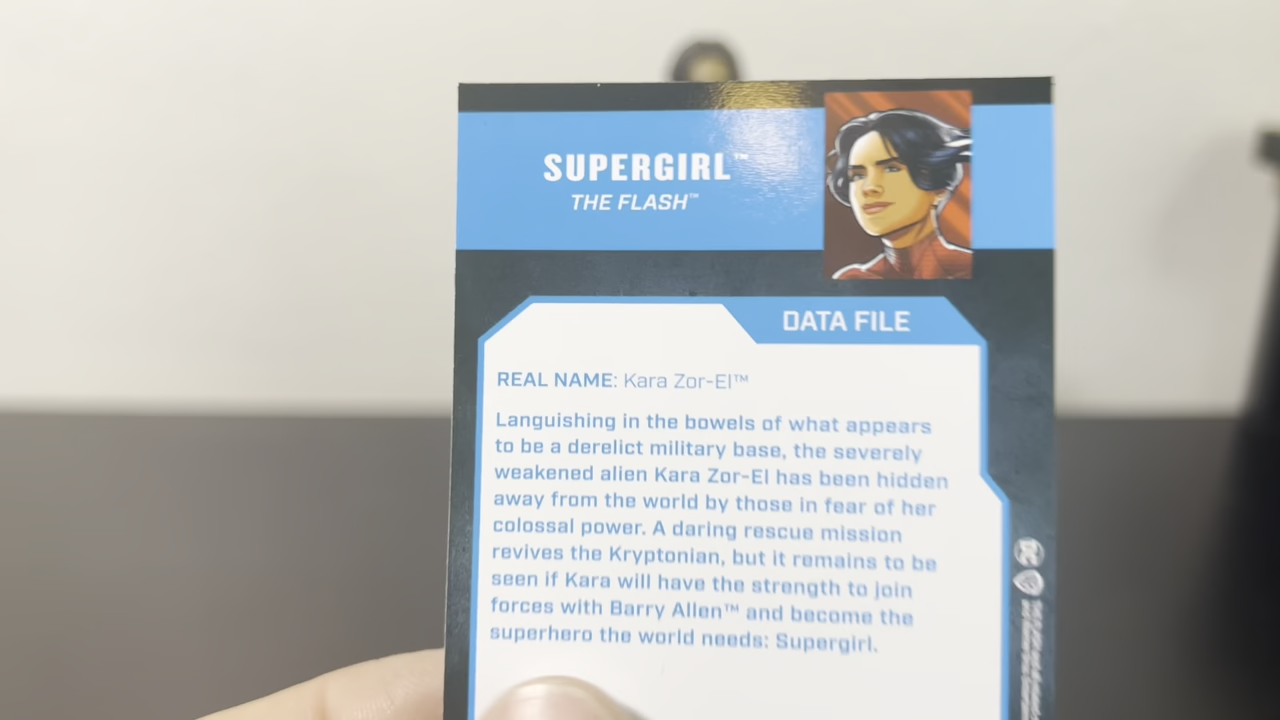 SUPERGIRL™
THE FLASH™
DATA FILE
REAL NAME: Kara Zor-El™
Languishing in the bowels of what appears
to be a derelict military base, the severely
weakened alien Kara Zor-El has been hidden
away from the world by those in fear of her
colossal power. A daring rescue mission
revives the Kryptonian, but it remains to be
seen if Kara will have the strength to join
forces with Barry Allen™ and become the
superhero the world needs: Supergirl.
DC